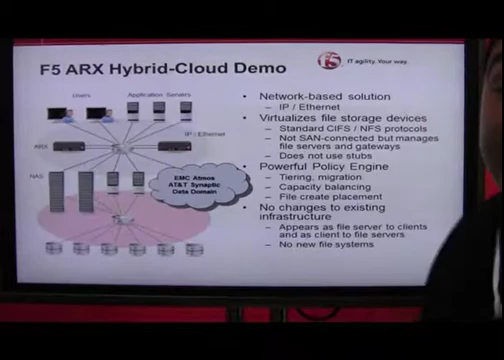 F5 ARX Hybrid-Cloud Demo
f5
IT agility. Your way.
Users
Application Servers
IP / Ethernet
ARX
NAS
EMC Atmos
AT&T Synaptic
Data Domain
• Network-based solution
– IP / Ethernet
• Virtualizes file storage devices
– Standard CIFS / NFS protocols
– Not SAN-connected but manages
file servers and gateways
– Does not use stubs
• Powerful Policy Engine
– Tiering, migration
– Capacity balancing
– File create placement
• No changes to existing
infrastructure
– Appears as file server to clients
and as client to file servers
– No new file systems